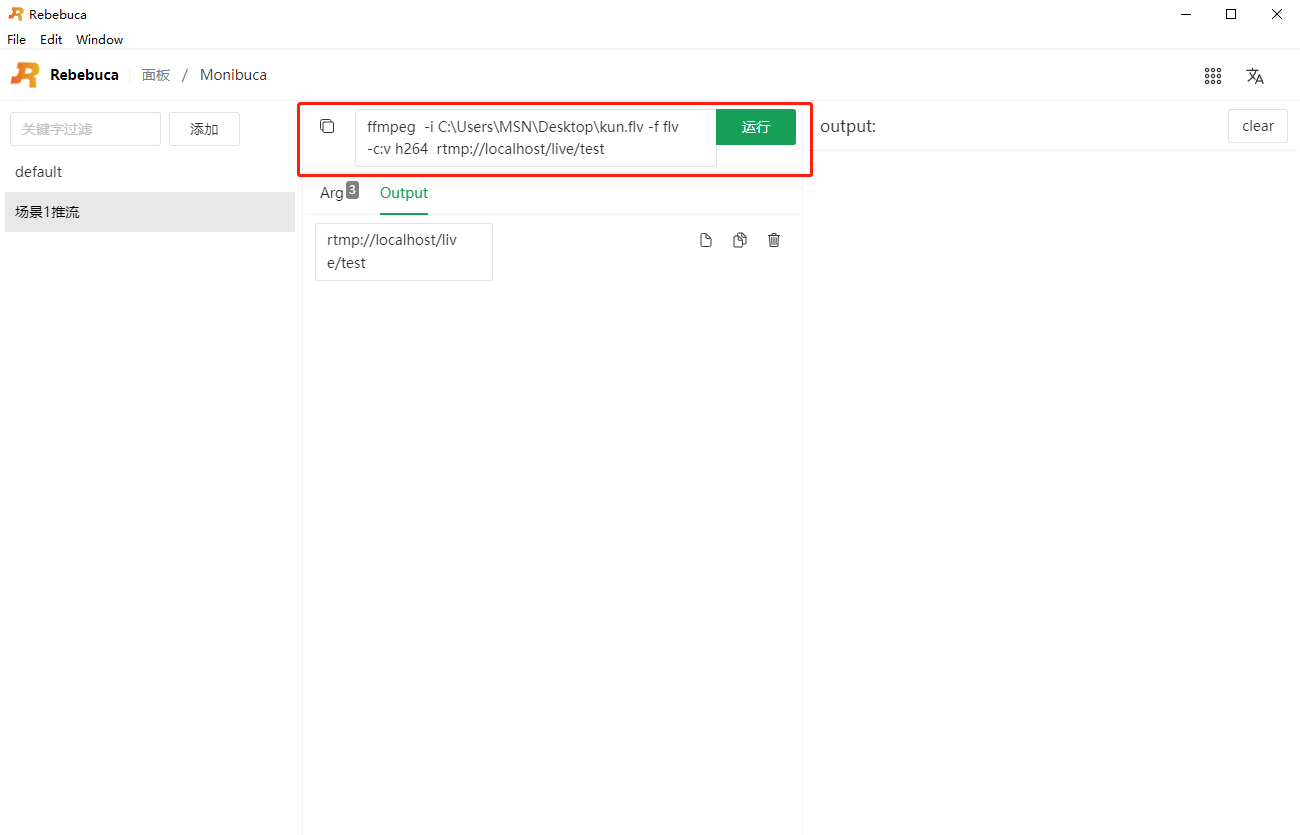 Rebebuca
File Edit Window
Rebebuca 面板 / Monibuca
关键字过滤 添加
default
场景1推流
ffmpeg  -i C:\Users\MSN\Desktop\kun.flv -f flv
-c:v h264  rtmp://localhost/live/test
运行
Arg 3 Output
rtmp://localhost/liv
e/test
output:
clear